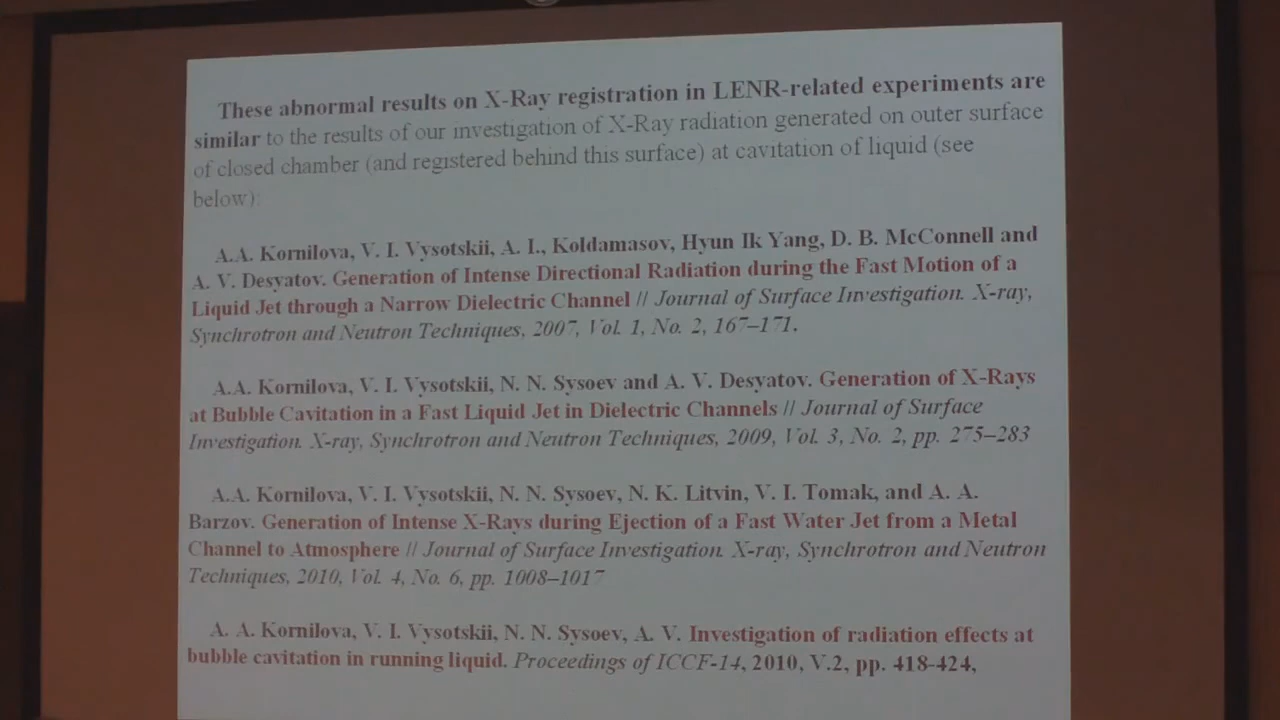 These abnormal results on X-Ray registration in LENR-related experiments are
similar to the results of our investigation of X-Ray radiation generated on outer surface
of closed chamber (and registered behind this surface) at cavitation of liquid (see
below):
A.A. Kornilova, V. I. Vysotskii, A. I., Koldamasov, Hyun Ik Yang, D. B. McConnell and
A. V. Desyatov. Generation of Intense Directional Radiation during the Fast Motion of a
Liquid Jet through a Narrow Dielectric Channel // Journal of Surface Investigation. X-ray,
Synchrotron and Neutron Techniques, 2007, Vol. 1, No. 2, 167–171.
A.A. Kornilova, V. I. Vysotskii, N. N. Sysoev and A. V. Desyatov. Generation of X-Rays
at Bubble Cavitation in a Fast Liquid Jet in Dielectric Channels // Journal of Surface
Investigation. X-ray, Synchrotron and Neutron Techniques, 2009, Vol. 3, No. 2, pp. 275–283
A.A. Kornilova, V. I. Vysotskii, N. N. Sysoev, N. K. Litvin, V. I. Tomak, and A. A.
Barzov. Generation of Intense X-Rays during Ejection of a Fast Water Jet from a Metal
Channel to Atmosphere // Journal of Surface Investigation. X-ray, Synchrotron and Neutron
Techniques, 2010, Vol. 4, No. 6, pp. 1008–1017
A. A. Kornilova, V. I. Vysotskii, N. N. Sysoev, A. V. Investigation of radiation effects at
bubble cavitation in running liquid. Proceedings of ICCF-14, 2010, V.2, pp. 418-424,